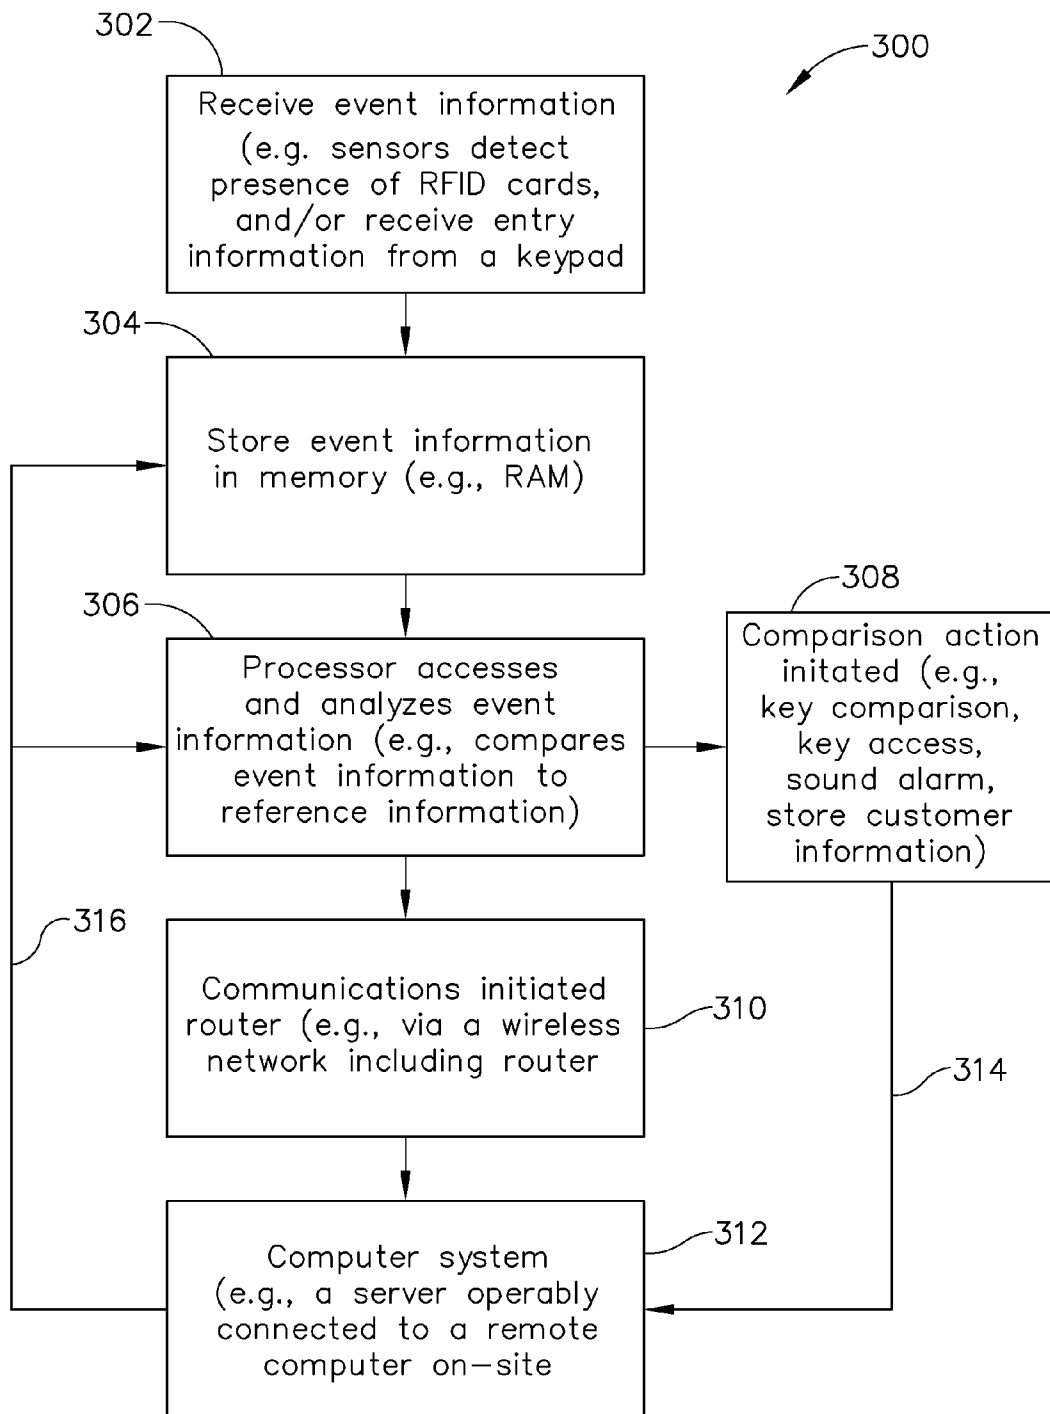 302
300
Receive event information
(e.g. sensors detect
presence of RFID cards,
and/or receive entry
information from a keypad
304
Store event information
in memory (e.g., RAM)
306
Processor accesses
and analyzes event
information (e.g., compares
event information to
reference information)
308
Comparison action
initated (e.g.,
key comparison,
key access,
sound alarm,
store customer
information)
316
Communications initiated
router (e.g., via a wireless
network including router
310
314
312
Computer system
(e.g., a server operably
connected to a remote
computer on-site